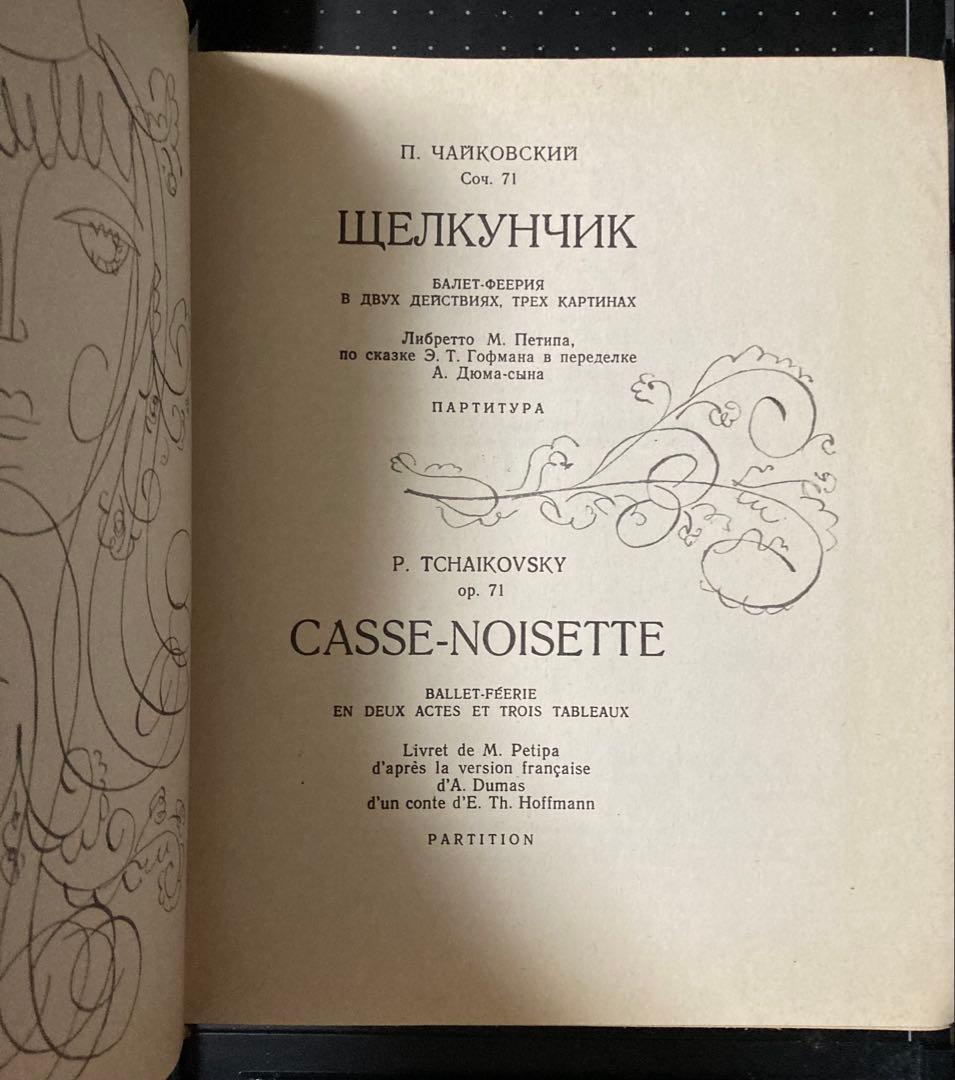 П. ЧАЙКОВСКИЙ
Соч. 71
ЩЕЛКУНЧИК
БАЛЕТ-ФЕЕРИЯ
В ДВУХ ДЕЙСТВИЯХ, ТРЕХ КАРТИНАХ
Либретто М. Петипа,
по сказке Э. Т. Гофмана в переделке
А. Дюма-сына
ПАРТИТУРА
P. TCHAIKOVSKY
op. 71
CASSE-NOISETTE
BALLET-FÉERIE
EN DEUX ACTES ET TROIS TABLEAUX
Livret de M. Petipa
d'après la version française
d'A. Dumas
d'un conte d'E. Th. Hoffmann
PARTITION